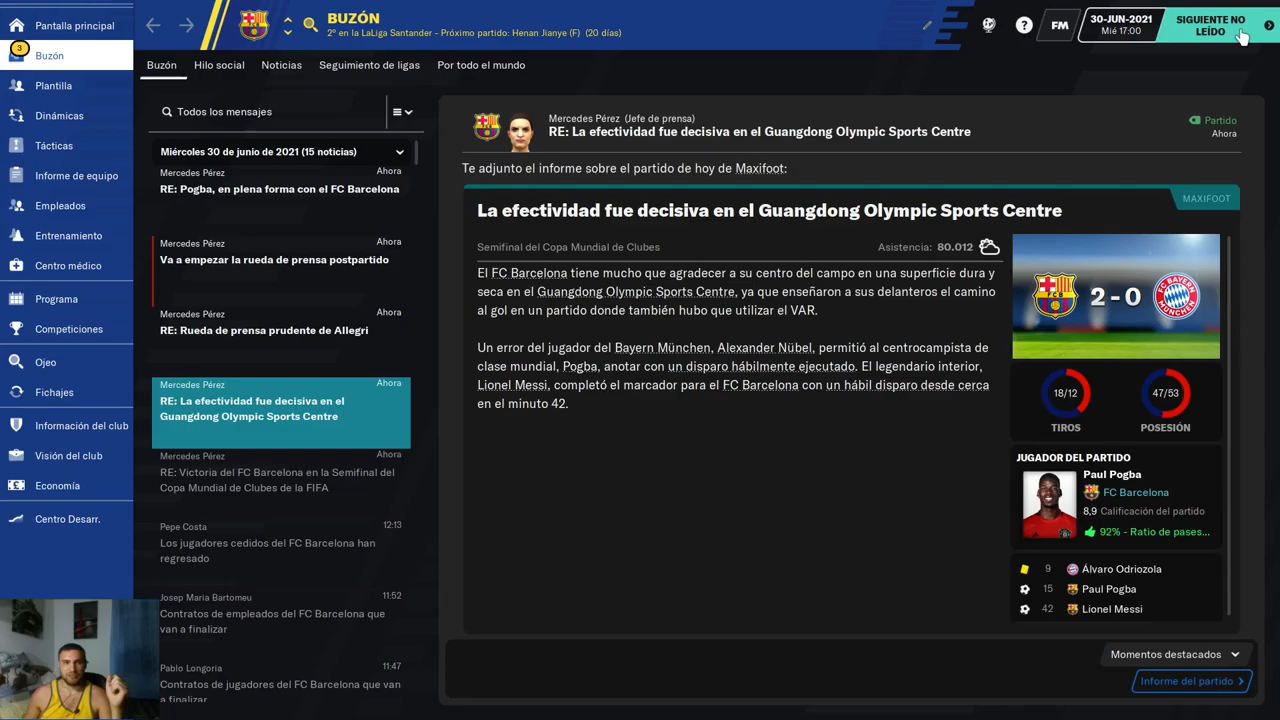 Pantalla principal
3
Buzón
Plantilla
Dinámicas
Tácticas
Informe de equipo
Empleados
Entrenamiento
Centro médico
Programa
Competiciones
Ojeo
Fichajes
Información del club
Visión del club
Economía
Centro Desarr.
BUZÓN
2º en la LaLiga Santander - Próximo partido: Henan Jianye (F) (20 días)
?
FM
30-JUN-2021
Mié 17:00
SIGUIENTE NO
LEÍDO
Buzón
Hilo social
Noticias
Seguimiento de ligas
Por todo el mundo
Todos los mensajes
Miércoles 30 de junio de 2021 (15 noticias)
Mercedes Pérez
Ahora
RE: Pogba, en plena forma con el FC Barcelona
Mercedes Pérez
Ahora
Va a empezar la rueda de prensa postpartido
Mercedes Pérez
Ahora
RE: Rueda de prensa prudente de Allegri
Mercedes Pérez
Ahora
RE: La efectividad fue decisiva en el
Guangdong Olympic Sports Centre
Mercedes Pérez
Ahora
RE: Victoria del FC Barcelona en la Semifinal del
Copa Mundial de Clubes de la FIFA
Pepe Costa
12:13
Los jugadores cedidos del FC Barcelona han
regresado
Josep Maria Bartomeu
11:52
Contratos de empleados del FC Barcelona que
van a finalizar
Pablo Longoria
11:47
Contratos de jugadores del FC Barcelona que van
a finalizar
Mercedes Pérez (Jefe de prensa)
RE: La efectividad fue decisiva en el Guangdong Olympic Sports Centre
Partido
Ahora
Te adjunto el informe sobre el partido de hoy de Maxifoot:
MAXIFOOT
La efectividad fue decisiva en el Guangdong Olympic Sports Centre
Semifinal del Copa Mundial de Clubes
Asistencia: 80.012
El FC Barcelona tiene mucho que agradecer a su centro del campo en una superficie dura y
seca en el Guangdong Olympic Sports Centre, ya que enseñaron a sus delanteros el camino
al gol en un partido donde también hubo que utilizar el VAR.
Un error del jugador del Bayern München, Alexander Nübel, permitió al centrocampista de
clase mundial, Pogba, anotar con un disparo hábilmente ejecutado. El legendario interior,
Lionel Messi, completó el marcador para el FC Barcelona con un hábil disparo desde cerca
en el minuto 42.
2 - 0
18/12
TIROS
47/53
POSESIÓN
JUGADOR DEL PARTIDO
Paul Pogba
FC Barcelona
8,9 Calificación del partido
92% - Ratio de pases...
9 Álvaro Odriozola
15 Paul Pogba
42 Lionel Messi
Momentos destacados
Informe del partido